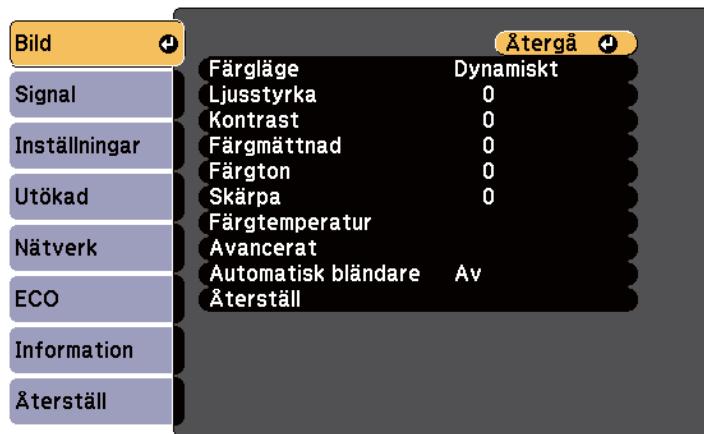 Bild
Signal
Inställningar
Utökad
Nätverk
ECO
Information
Återställ
Återgå
Färgläge Dynamiskt
Ljusstyrka 0
Kontrast 0
Färgmättnad 0
Färgton 0
Skärpa 0
Färgtemperatur
Avancerat
Automatisk bländare Av
Återställ